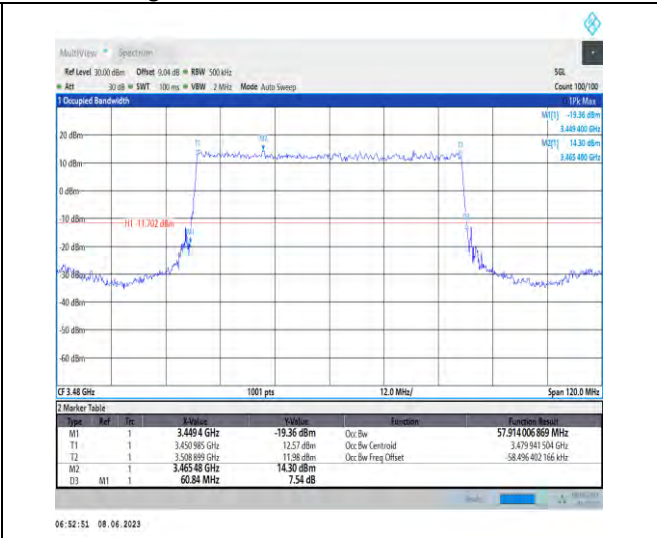 MultiView Spectrum
Ref Level 30.00 dBm Offset 9.04 dB RBW 500 kHz SGL
Att 30 dB SWT 100 ms VBW 2 MHz Mode Auto Sweep Count 100/100
1 Occupied Bandwidth 1Pk Max
M1[1] -19.36 dBm
3.449 400 GHz
M2[1] 14.30 dBm
3.465 480 GHz
20 dBm
T1 M2 T2
10 dBm
0 dBm
-10 dBm
H1 -11.702 dBm
-20 dBm
-30 dBm
-40 dBm
-50 dBm
-60 dBm
CF 3.48 GHz 1001 pts 12.0 MHz/ Span 120.0 MHz
2 Marker Table
Type Ref Trc X-Value Y-Value Function Function Result
M1 1 3.449 4 GHz -19.36 dBm Occ Bw 57.914 006 869 MHz
T1 1 3.450 985 GHz 12.57 dBm Occ Bw Centroid 3.479 941 504 GHz
T2 1 3.508 899 GHz 11.98 dBm Occ Bw Freq Offset -58.496 402 166 kHz
M2 1 3.465 48 GHz 14.30 dBm
D3 M1 1 60.84 MHz 7.54 dB
06:52:51 08.06.2023